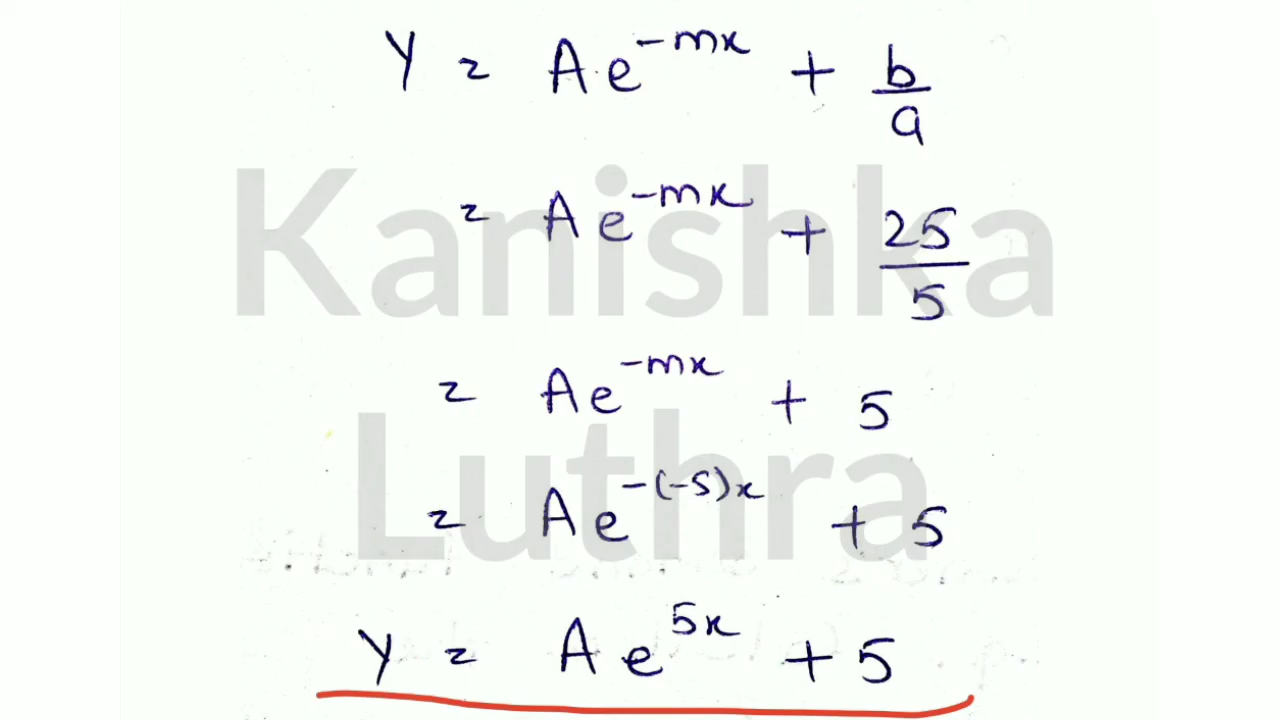 Y = Ae^{-mx} + b/a
= Ae^{-mx} + 25/5
= Ae^{-mx} + 5
= Ae^{-(-5)x} + 5
Y = Ae^{5x} + 5
Kanishka
Luthra